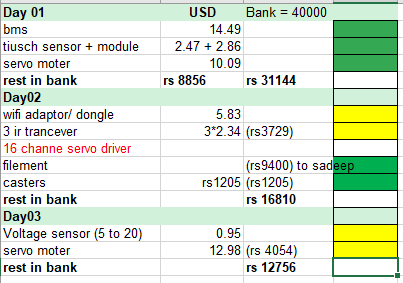 Day 01 USD Bank = 40000
bms 14.49
tiusch sensor + module 2.47 + 2.86
servo moter 10.09
rest in bank rs 8856 rs 31144
Day02
wifi adaptor/ dongle 5.83
3 ir trancever 3*2.34 (rs3729)
16 channe servo driver
filement (rs9400) to sadeep
casters rs1205 (rs1205)
rest in bank rs 16810
Day03
Voltage sensor (5 to 20) 0.95
servo moter 12.98 (rs 4054)
rest in bank rs 12756